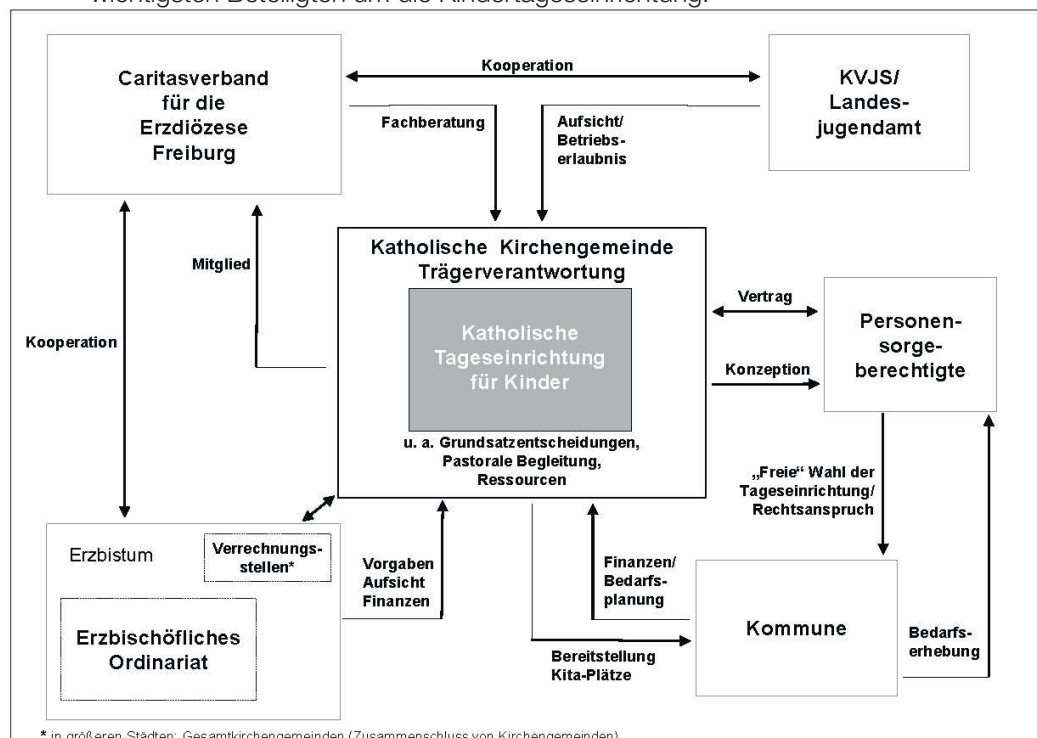 wichtigsten Beteiligten um die Kindertageseinrichtung.
Caritasverband
für die
Erzdiözese
Freiburg
Kooperation
KVJS/
Landes-
jugendamt
Fachberatung
Aufsicht/
Betriebs-
erlaubnis
Mitglied
Kooperation
Katholische Kirchengemeinde
Trägerverantwortung
Katholische
Tageseinrichtung
für Kinder
u. a. Grundsatzentscheidungen,
Pastorale Begleitung,
Ressourcen
Vertrag
Konzeption
Personen-
sorge-
berechtigte
„Freie“ Wahl der
Tageseinrichtung/
Rechtsanspruch
Erzbistum
Verrechnungs-
stellen*
Erzbischöfliches
Ordinariat
Vorgaben
Aufsicht
Finanzen
Finanzen/
Bedarfs-
planung
Bereitstellung
Kita-Plätze
Kommune
Bedarfs-
erhebung
* in größeren Städten: Gesamtkirchengemeinden (Zusammenschluss von Kirchengemeinden)